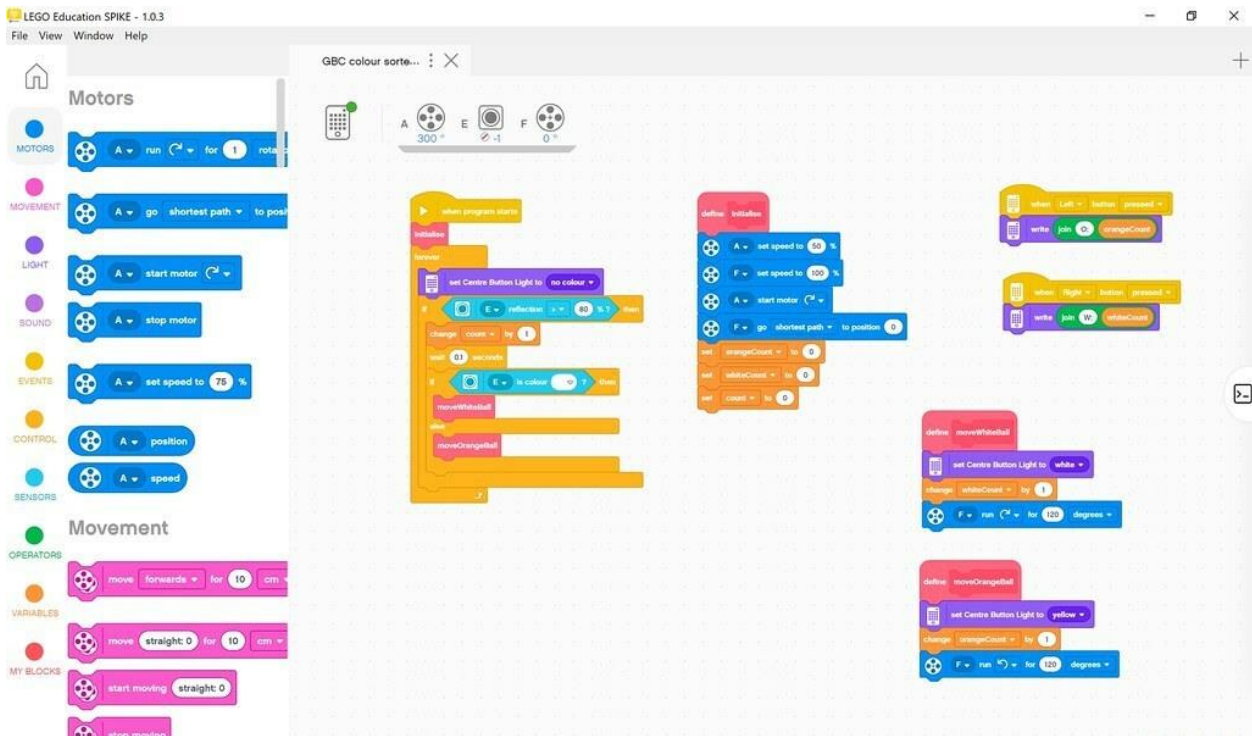 LEGO Education SPIKE - 1.0.3
File View Window Help
GBC colour sorte...
Motors
MOTORS
A run for 1 rota
MOVEMENT
A go shortest path to posi
LIGHT
A start motor
SOUND
A stop motor
EVENTS
A set speed to 75 %
CONTROL
A position
SENSORS
A speed
OPERATORS
Movement
VARIABLES
move forwards for 10 cm
MY BLOCKS
move straight: 0 for 10 cm
start moving straight: 0
stop moving
A E F
300 ° -1 0 °
when program starts
Initialise
forever
set Centre Button Light to no colour
if E reflection > 80 % ? then
change count by 1
wait 0.1 seconds
if E is colour ? then
moveWhiteBall
else
moveOrangeBall
define Initialise
A set speed to 50 %
F set speed to 100 %
A start motor
F go shortest path to position 0
set orangeCount to 0
set whiteCount to 0
set count to 0
when Left button pressed
write join O: orangeCount
when Right button pressed
write join W: whiteCount
define moveWhiteBall
set Centre Button Light to white
change whiteCount by 1
F run for 120 degrees
define moveOrangeBall
set Centre Button Light to yellow
change orangeCount by 1
F run for 120 degrees